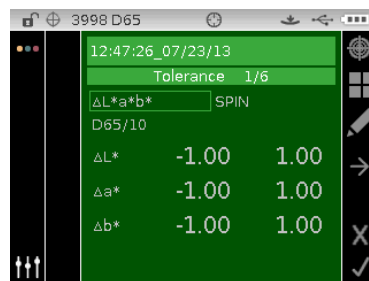 3998 D65
12:47:26_07/23/13
Tolerance 1/6
ΔL*a*b* SPIN
D65/10
ΔL* -1.00 1.00
Δa* -1.00 1.00
Δb* -1.00 1.00